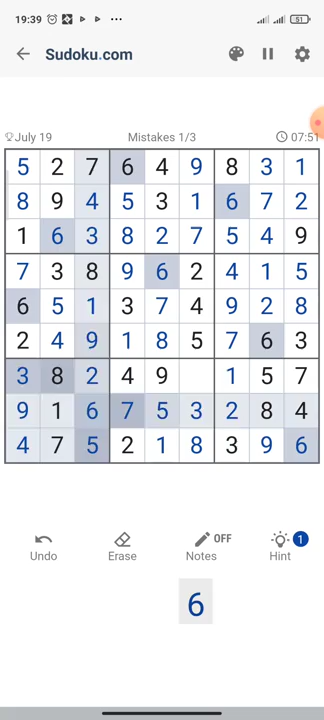 19:39 51
Sudoku.com
July 19 Mistakes 1/3 07:51
5 2 7 6 4 9 8 3 1
8 9 4 5 3 1 6 7 2
1 6 3 8 2 7 5 4 9
7 3 8 9 6 2 4 1 5
6 5 1 3 7 4 9 2 8
2 4 9 1 8 5 7 6 3
3 8 2 4 9 1 5 7
9 1 6 7 5 3 2 8 4
4 7 5 2 1 8 3 9 6
OFF 1
Undo Erase Notes Hint
6